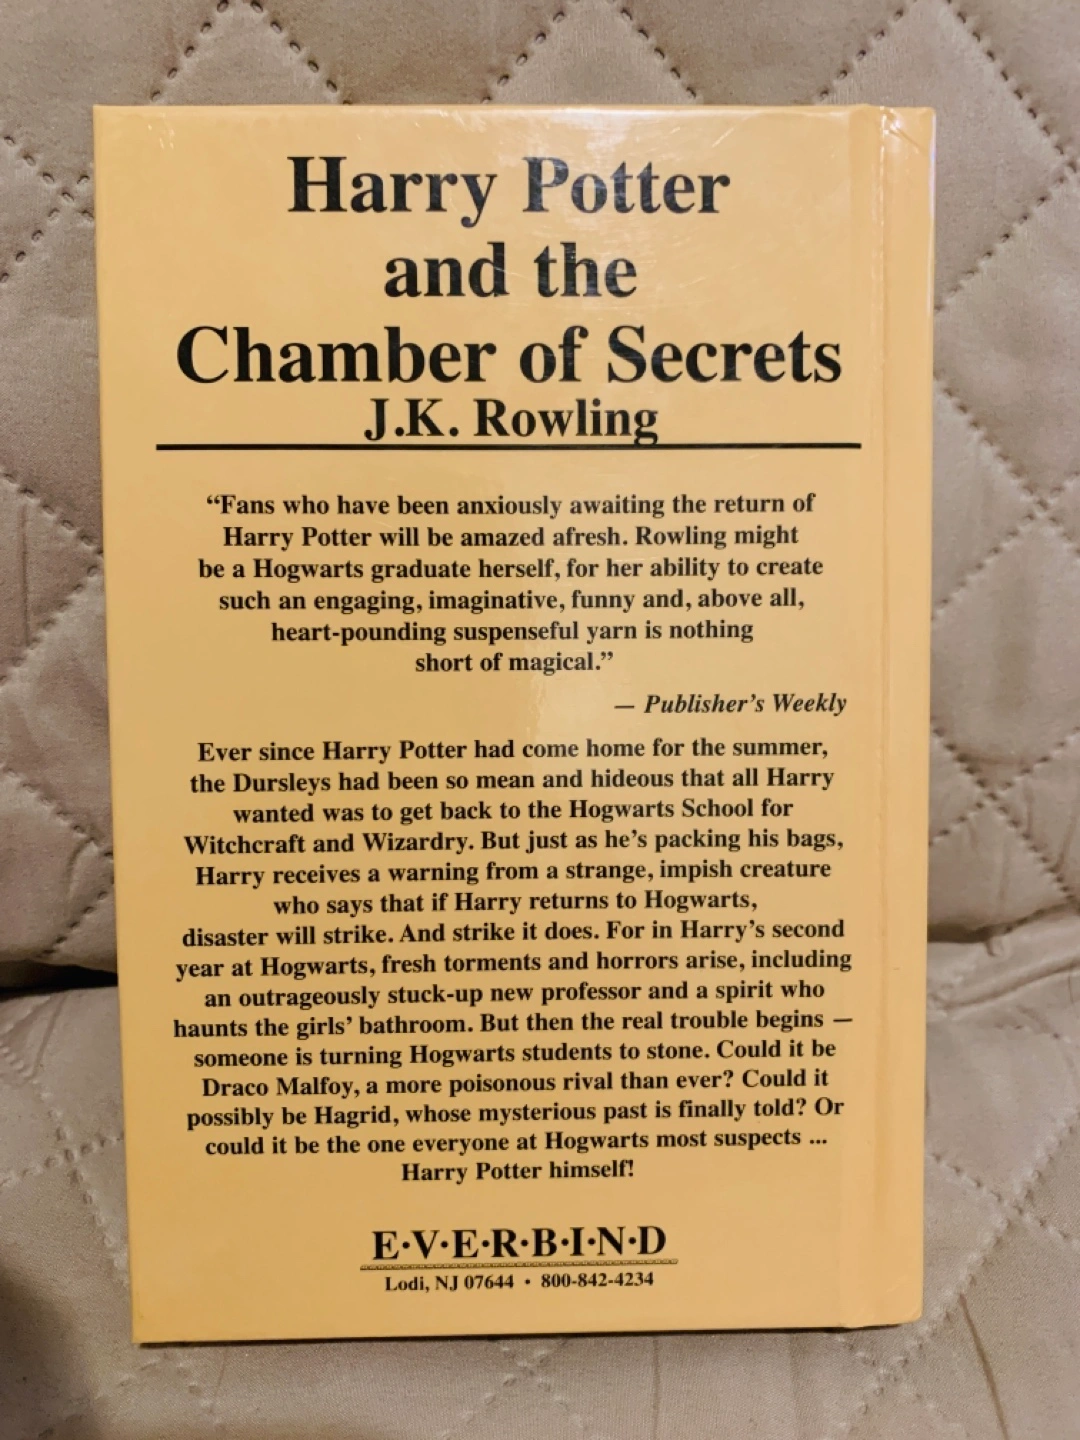 Harry Potter
and the
Chamber of Secrets
J.K. Rowling
“Fans who have been anxiously awaiting the return of
Harry Potter will be amazed afresh. Rowling might
be a Hogwarts graduate herself, for her ability to create
such an engaging, imaginative, funny and, above all,
heart-pounding suspenseful yarn is nothing
short of magical.”
— Publisher’s Weekly
Ever since Harry Potter had come home for the summer,
the Dursleys had been so mean and hideous that all Harry
wanted was to get back to the Hogwarts School for
Witchcraft and Wizardry. But just as he’s packing his bags,
Harry receives a warning from a strange, impish creature
who says that if Harry returns to Hogwarts,
disaster will strike. And strike it does. For in Harry’s second
year at Hogwarts, fresh torments and horrors arise, including
an outrageously stuck-up new professor and a spirit who
haunts the girls’ bathroom. But then the real trouble begins —
someone is turning Hogwarts students to stone. Could it be
Draco Malfoy, a more poisonous rival than ever? Could it
possibly be Hagrid, whose mysterious past is finally told? Or
could it be the one everyone at Hogwarts most suspects ...
Harry Potter himself!
E·V·E·R·B·I·N·D
Lodi, NJ 07644 • 800-842-4234